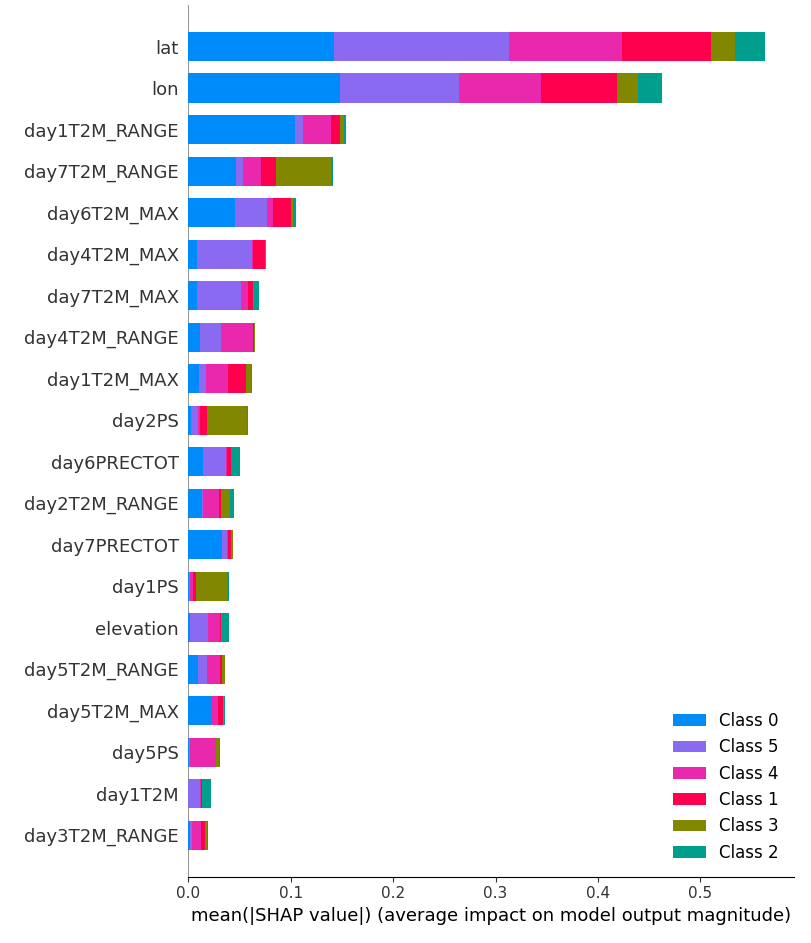 lat
lon
day1T2M_RANGE
day7T2M_RANGE
day6T2M_MAX
day4T2M_MAX
day7T2M_MAX
day4T2M_RANGE
day1T2M_MAX
day2PS
day6PRECTOT
day2T2M_RANGE
day7PRECTOT
day1PS
elevation
day5T2M_RANGE
day5T2M_MAX
day5PS
day1T2M
day3T2M_RANGE
Class 0
Class 5
Class 4
Class 1
Class 3
Class 2
0.0 0.1 0.2 0.3 0.4 0.5
mean(|SHAP value|) (average impact on model output magnitude)